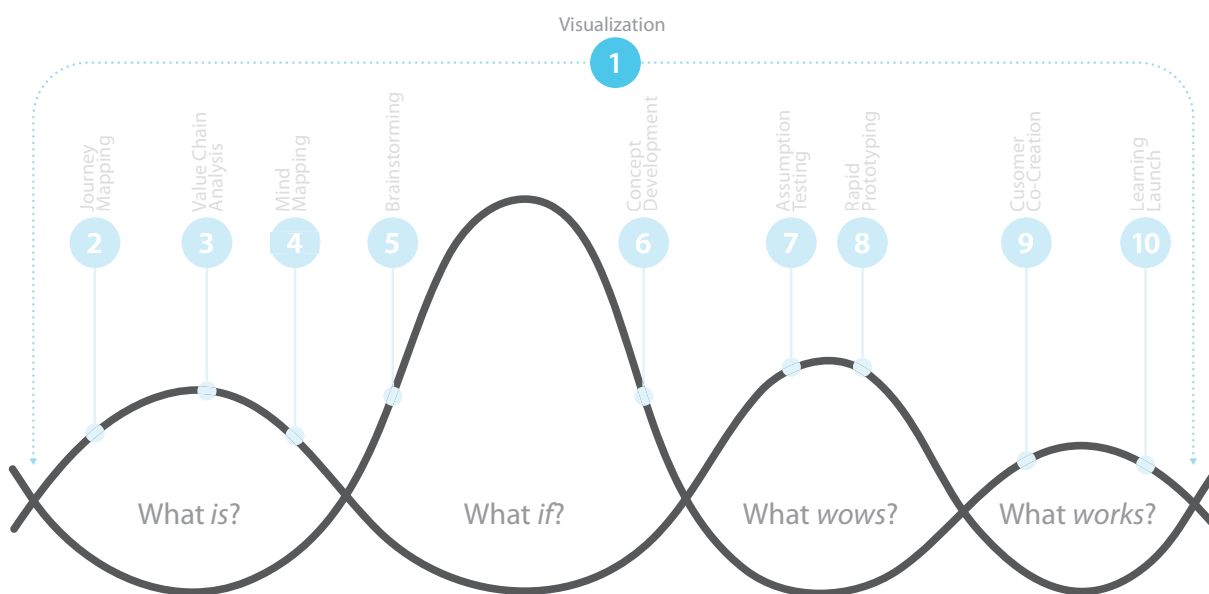 Visualization
1
Journey
Mapping
2
Value Chain
Analysis
3
Mind
Mapping
4
Brainstorming
5
Concept
Development
6
Assumption
Testing
7
Rapid
Prototyping
8
Cusomer
Co-Creation
9
Learning
Launch
10
What is?
What if?
What wows?
What works?